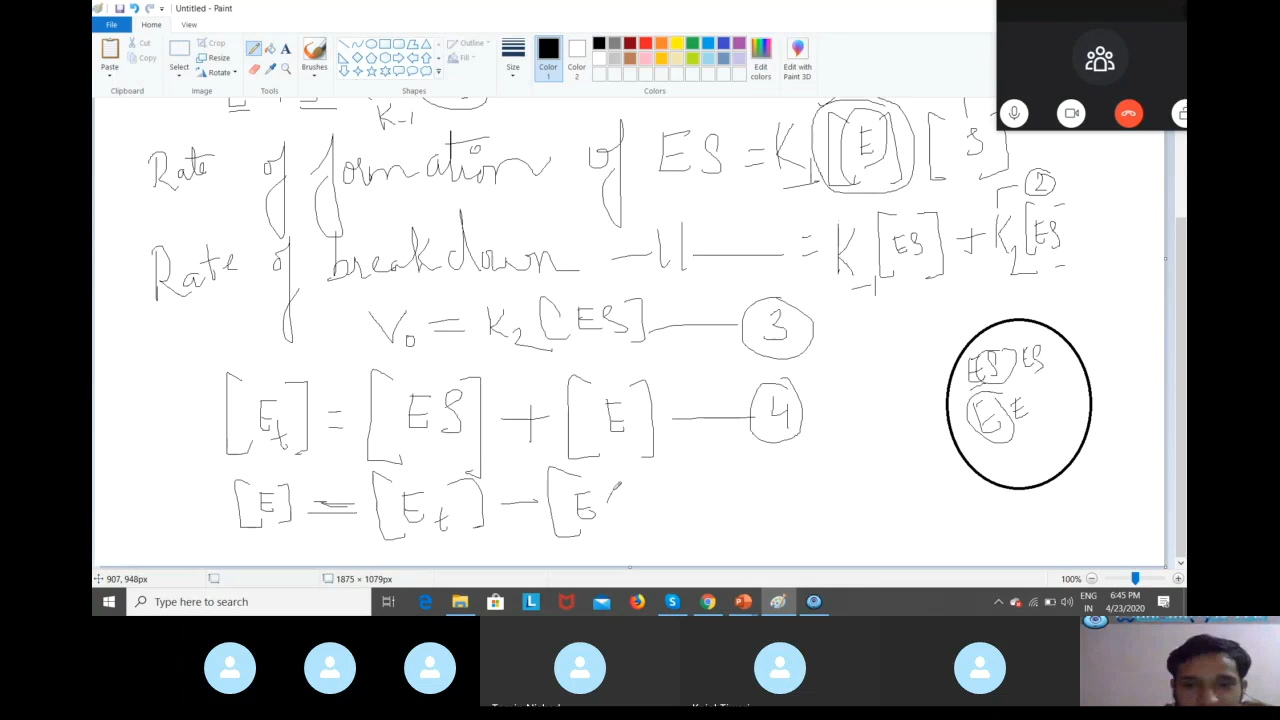 Untitled - Paint
File Home View
Paste Cut Copy Select Crop Resize Rotate Brushes Outline Fill Size Color 1 Color 2 Edit colors Edit with Paint 3D
Clipboard Image Tools Shapes Colors
K-1
Rate of formation of ES = K1 [E] [S]
②
Rate of breakdown —11— = K-1 [ES] + K2 [ES
V0 = K2 [ES] — ③
ES ES
E E
[Et] = [ES] + [E] — ④
[E] = [Et] - [E
907, 948px 1875 × 1079px 100%
Type here to search
ENG IN 6:45 PM 4/23/2020